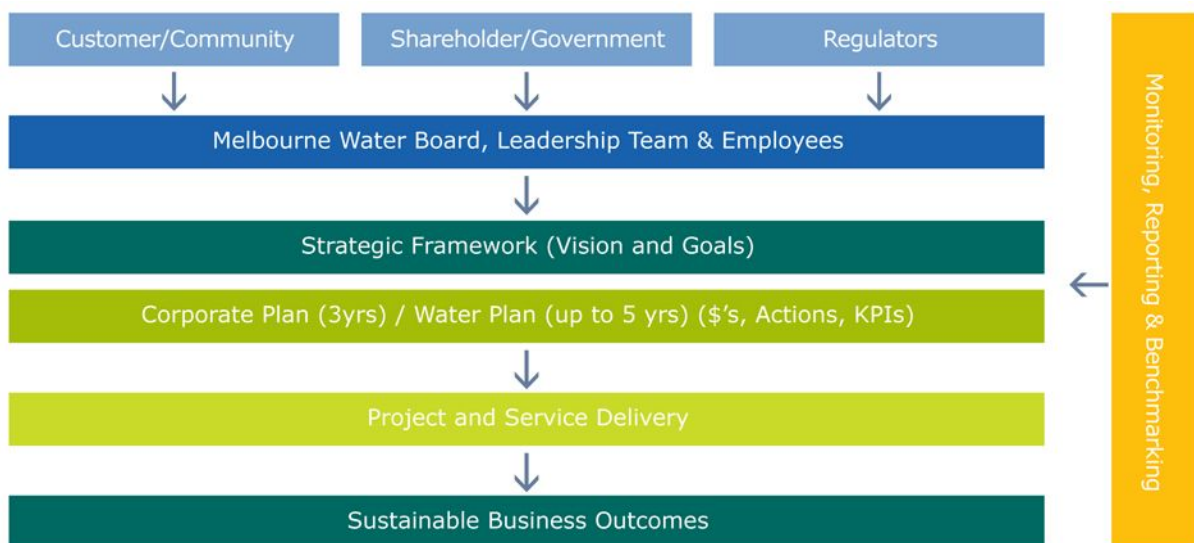 Customer/Community
Shareholder/Government
Regulators
Melbourne Water Board, Leadership Team & Employees
Strategic Framework (Vision and Goals)
Corporate Plan (3yrs) / Water Plan (up to 5 yrs) ($'s, Actions, KPIs)
Project and Service Delivery
Sustainable Business Outcomes
Monitoring, Reporting & Benchmarking